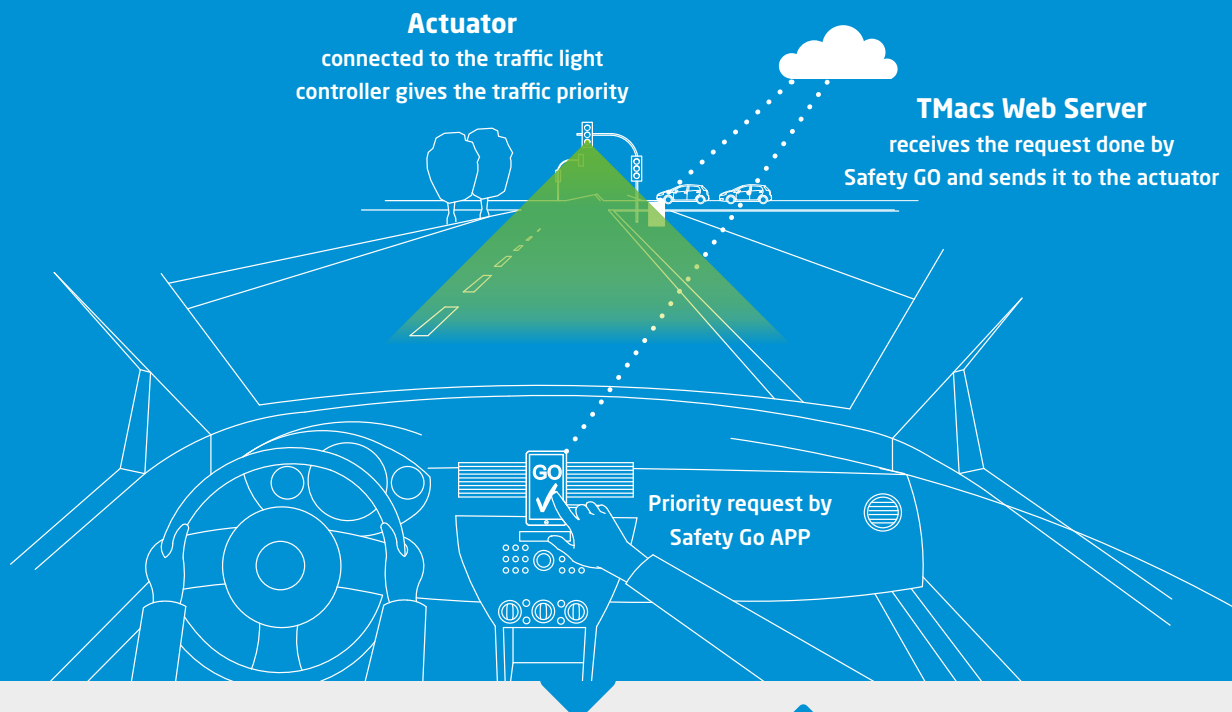 Actuator
connected to the traffic light
controller gives the traffic priority
TMacs Web Server
receives the request done by
Safety GO and sends it to the actuator
GO
Priority request by
Safety Go APP